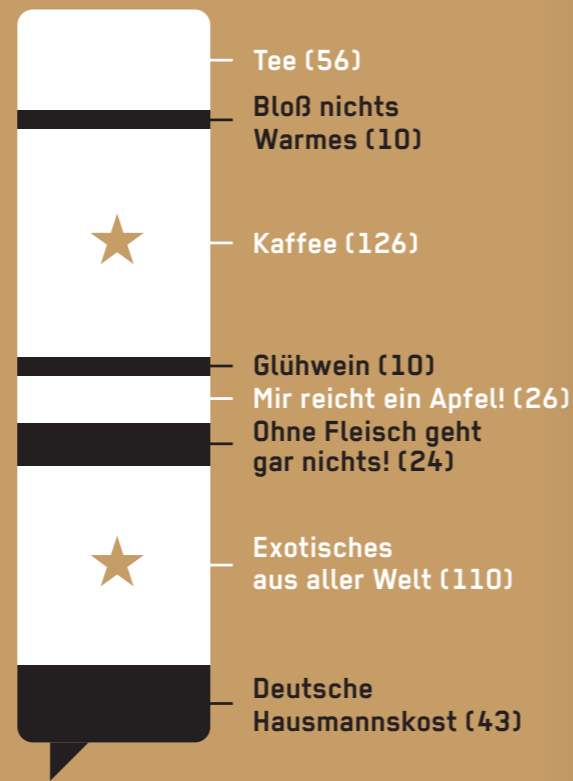 Tee (56)
Bloß nichts
Warmes (10)
Kaffee (126)
Glühwein (10)
Mir reicht ein Apfel! (26)
Ohne Fleisch geht
gar nichts! (24)
Exotisches
aus aller Welt (110)
Deutsche
Hausmannskost (43)